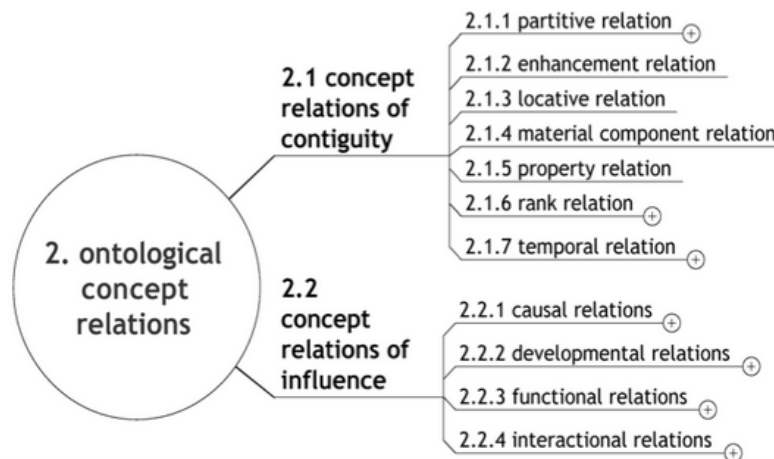 2. ontological
concept
relations
2.1 concept
relations of
contiguity
2.1.1 partitive relation
2.1.2 enhancement relation
2.1.3 locative relation
2.1.4 material component relation
2.1.5 property relation
2.1.6 rank relation
2.1.7 temporal relation
2.2
concept
relations of
influence
2.2.1 causal relations
2.2.2 developmental relations
2.2.3 functional relations
2.2.4 interactional relations